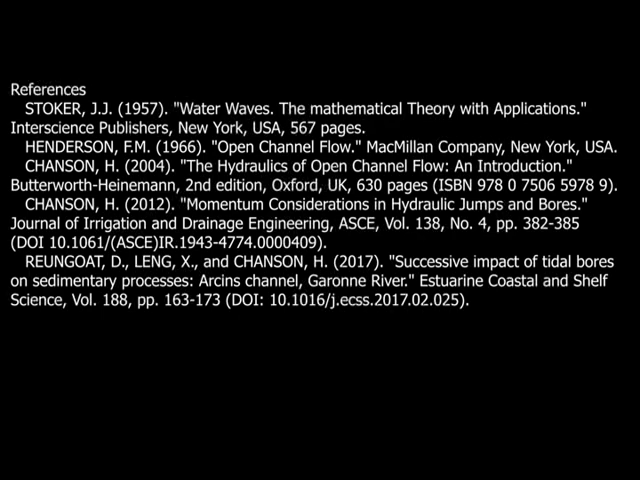 References
STOKER, J.J. (1957). "Water Waves. The mathematical Theory with Applications."
Interscience Publishers, New York, USA, 567 pages.
HENDERSON, F.M. (1966). "Open Channel Flow." MacMillan Company, New York, USA.
CHANSON, H. (2004). "The Hydraulics of Open Channel Flow: An Introduction."
Butterworth-Heinemann, 2nd edition, Oxford, UK, 630 pages (ISBN 978 0 7506 5978 9).
CHANSON, H. (2012). "Momentum Considerations in Hydraulic Jumps and Bores."
Journal of Irrigation and Drainage Engineering, ASCE, Vol. 138, No. 4, pp. 382-385
(DOI 10.1061/(ASCE)IR.1943-4774.0000409).
REUNGOAT, D., LENG, X., and CHANSON, H. (2017). "Successive impact of tidal bores
on sedimentary processes: Arcins channel, Garonne River." Estuarine Coastal and Shelf
Science, Vol. 188, pp. 163-173 (DOI: 10.1016/j.ecss.2017.02.025).